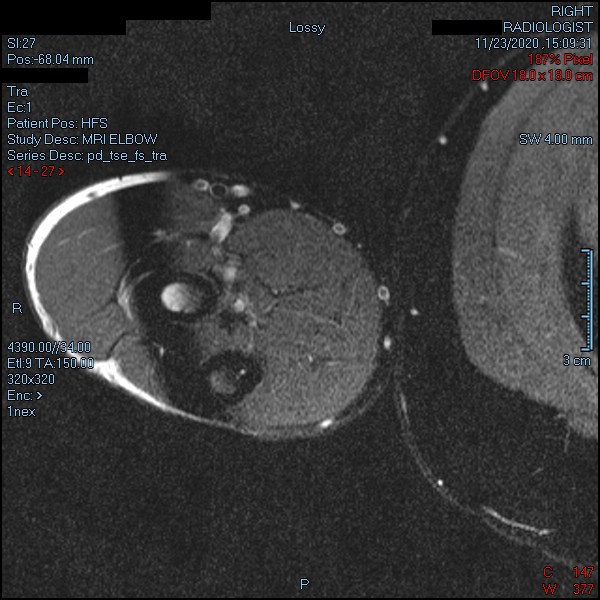 RIGHT
RADIOLOGIST
Lossy
SI:27
11/23/2020 ,15:09:31
Pos:-68.04 mm
187% Pixel
DFOV 18.0 x 18.0 cm
Tra
Ec:1
Patient Pos: HFS
Study Desc: MRI ELBOW
SW 4.00 mm
Series Desc: pd_tse_fs_tra
< 14 - 27 >
R
4390.00//34.00
Etl:9 TA:150.00
3 cm
320x320
Enc: >
1nex
P
C 147
W 377